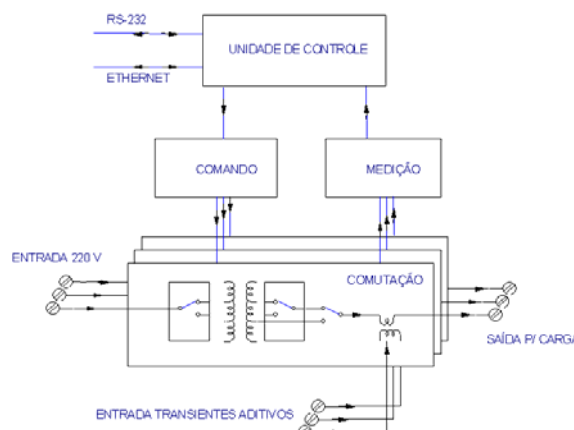 RS-232
UNIDADE DE CONTROLE
ETHERNET
COMANDO
MEDIÇÃO
ENTRADA 220 V
COMUTAÇÃO
SAÍDA P/ CARGA
ENTRADA TRANSIENTES ADITIVOS